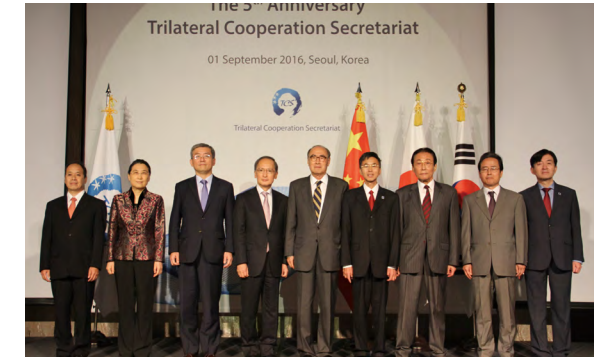 The 5th Anniversary
Trilateral Cooperation Secretariat
01 September 2016, Seoul, Korea
TCS
Trilateral Cooperation Secretariat